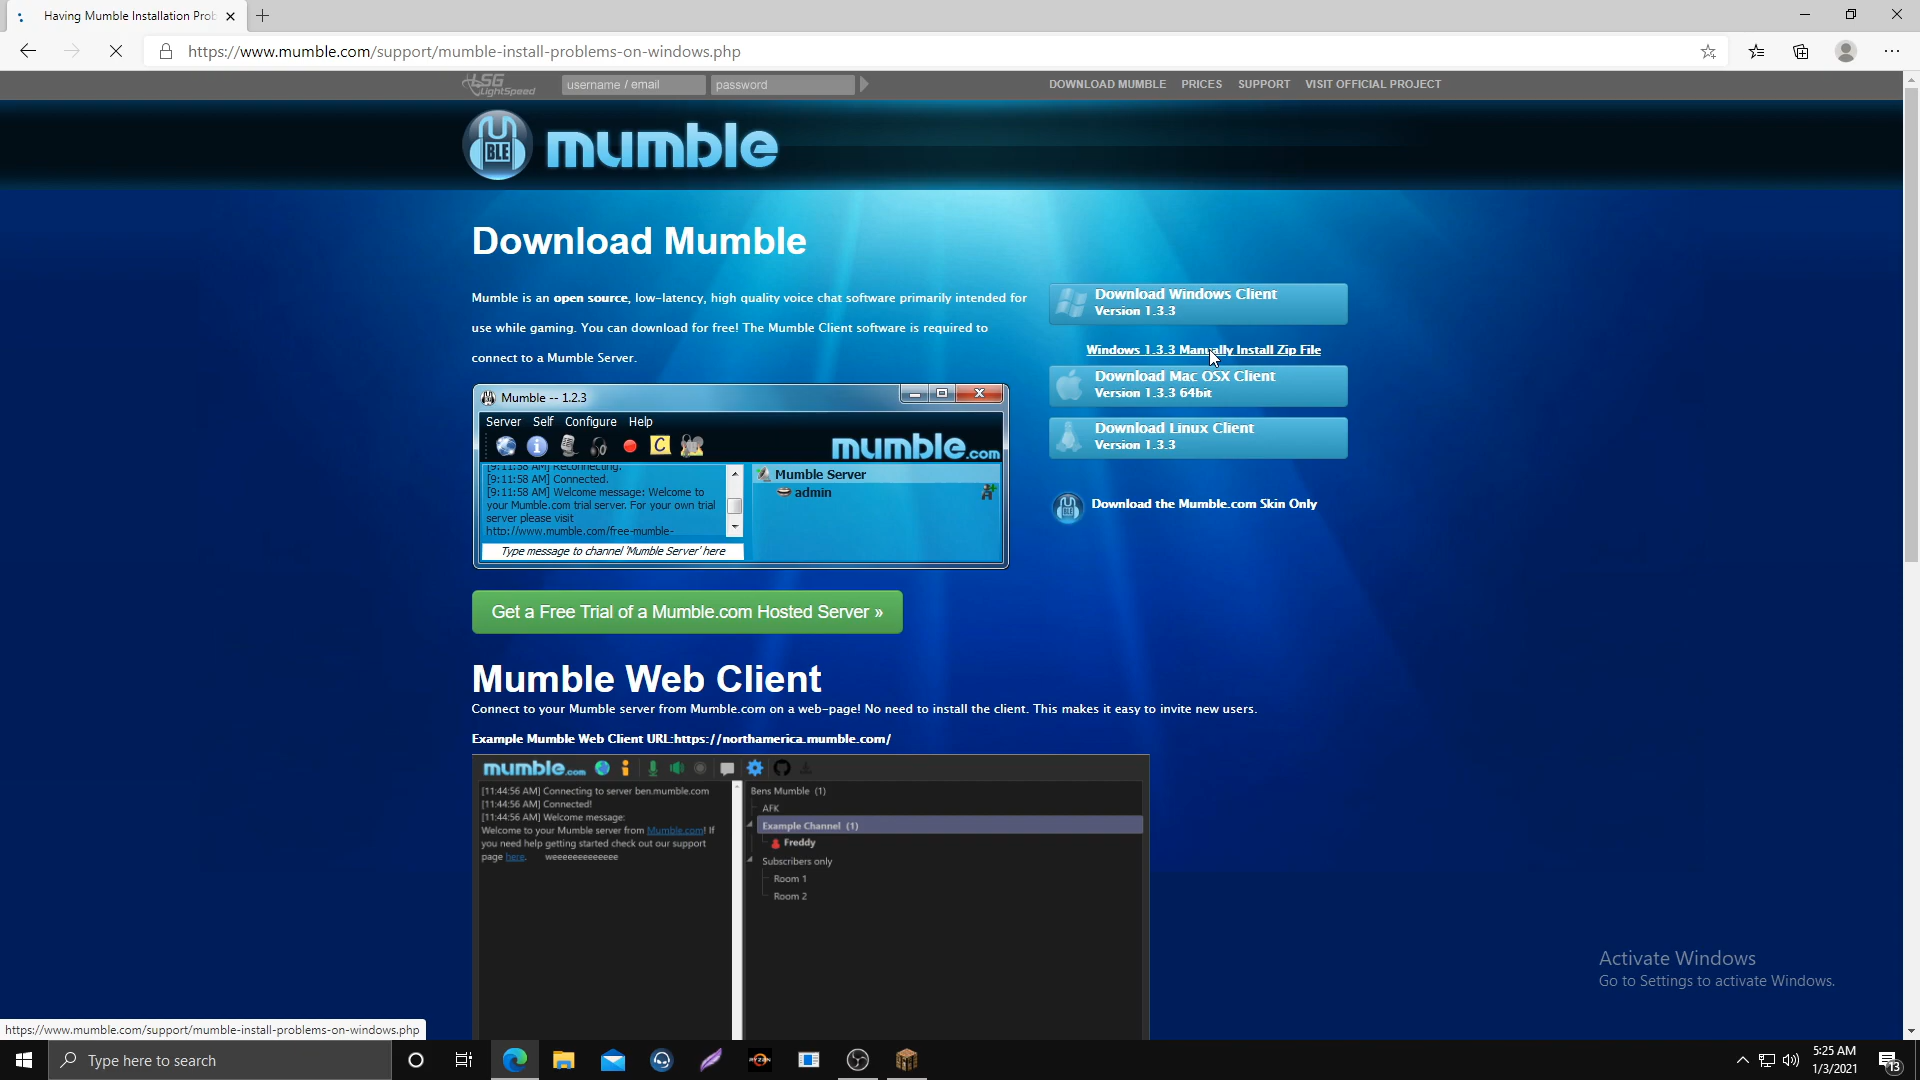 Having Mumble Installation Prob
https://www.mumble.com/support/mumble-install-problems-on-windows.php
LSG LightSpeed
username / email
password
DOWNLOAD MUMBLE PRICES SUPPORT VISIT OFFICIAL PROJECT
BLE
mumble
Download Mumble
Mumble is an open source, low-latency, high quality voice chat software primarily intended for
use while gaming. You can download for free! The Mumble Client software is required to
connect to a Mumble Server.
Download Windows Client
Version 1.3.3
Windows 1.3.3 Manually Install Zip File
Download Mac OSX Client
Version 1.3.3 64bit
Download Linux Client
Version 1.3.3
Download the Mumble.com Skin Only
Mumble -- 1.2.3
Server Self Configure Help
mumble.com
[9:11:58 AM] Reconnecting.
[9:11:58 AM] Connected.
[9:11:58 AM] Welcome message: Welcome to
your Mumble.com trial server. For your own trial
server please visit
http://www.mumble.com/free-mumble-
Type message to channel 'Mumble Server' here
Mumble Server
admin
Get a Free Trial of a Mumble.com Hosted Server »
Mumble Web Client
Connect to your Mumble server from Mumble.com on a web-page! No need to install the client. This makes it easy to invite new users.
Example Mumble Web Client URL:https://northamerica.mumble.com/
mumble.com
[11:44:56 AM] Connecting to server ben.mumble.com
[11:44:56 AM] Connected!
[11:44:56 AM] Welcome message:
Welcome to your Mumble server from Mumble.com! If
you need help getting started check out our support
page here. weeeeeeeeeeeee
Bens Mumble (1)
AFK
Example Channel (1)
Freddy
Subscribers only
Room 1
Room 2
Activate Windows
Go to Settings to activate Windows.
https://www.mumble.com/support/mumble-install-problems-on-windows.php
Type here to search
RYZEN
5:25 AM
1/3/2021
13